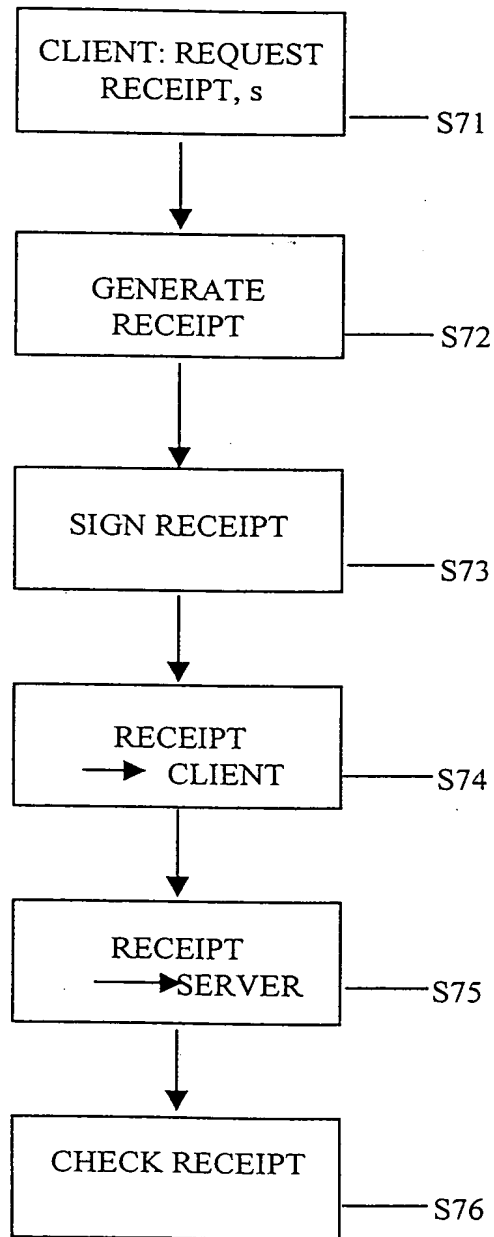 CLIENT: REQUEST
RECEIPT, s
S71
GENERATE
RECEIPT
S72
SIGN RECEIPT
S73
RECEIPT
→ CLIENT
S74
RECEIPT
→SERVER
S75
CHECK RECEIPT
S76